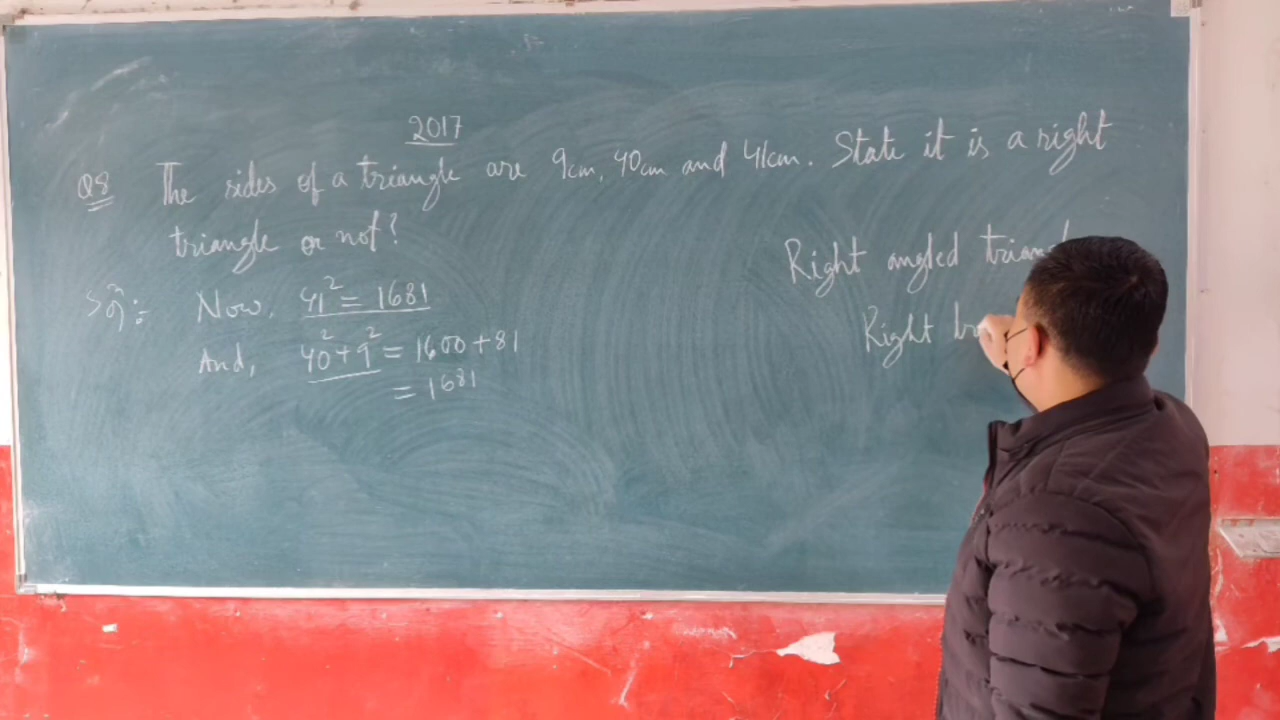 2017
Q8 The sides of a triangle are 9cm, 40cm and 41cm. State it is a right
triangle or not?
Now, 41² = 1681
And, 40² + 9² = 1600 + 81
= 1681
Right angled
Right